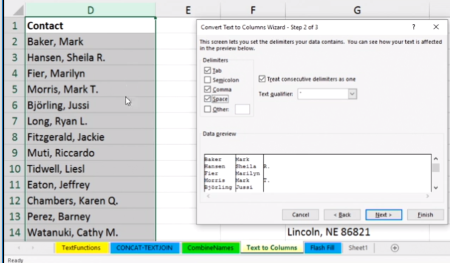 D E F G
1 Contact
2 Baker, Mark
3 Hansen, Sheila R.
4 Fier, Marilyn
5 Morris, Mark T.
6 Björling, Jussi
7 Long, Ryan L.
8 Fitzgerald, Jackie
9 Muti, Riccardo
10 Tidwell, Liesl
11 Eaton, Jeffrey
12 Chambers, Karen Q.
13 Perez, Barney
14 Watanuki, Cathy M.
Convert Text to Columns Wizard - Step 2 of 3 ? ×
This screen lets you set the delimiters your data contains. You can see how your text is affected
in the preview below.
Delimiters
Tab
Semicolon
Comma
Space
Other:
Treat consecutive delimiters as one
Text qualifier: "
Data preview
Baker Mark
Hansen Sheila R.
Fier Marilyn
Morris Mark T.
Björling Jussi
Cancel < Back Next > Finish
Lincoln, NE 86821
TextFunctions CONCAT-TEXTJOIN CombineNames Text to Columns Flash Fill Sheet1
Ready